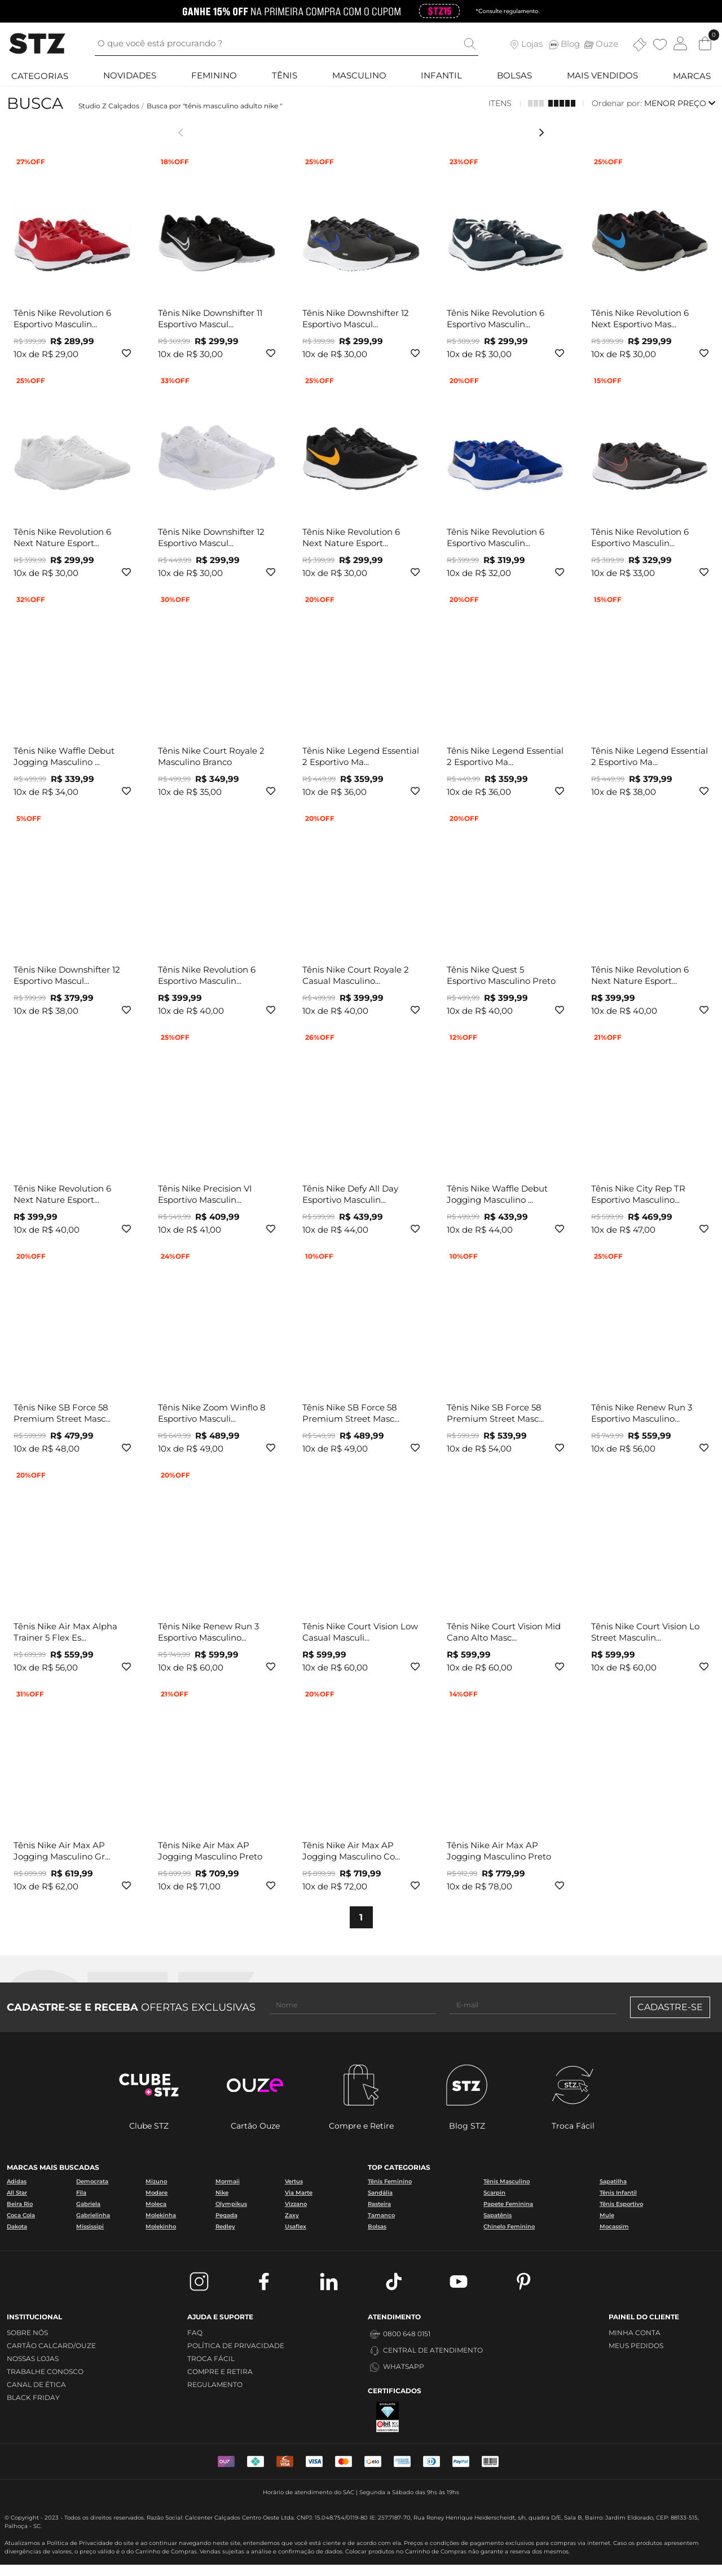 GANHE 15% OFF NA PRIMEIRA COMPRA COM O CUPOM STZ15 *Consulte regulamento.
STZ
O que você está procurando ?
Lojas Blog Ouze 0
CATEGORIAS NOVIDADES FEMININO TÊNIS MASCULINO INFANTIL BOLSAS MAIS VENDIDOS MARCAS
BUSCA Studio Z Calçados / Busca por "tênis masculino adulto nike " ITENS Ordenar por: MENOR PREÇO
27%OFF 18%OFF 25%OFF 23%OFF 25%OFF
Tênis Nike Revolution 6 Tênis Nike Downshifter 11 Tênis Nike Downshifter 12 Tênis Nike Revolution 6 Tênis Nike Revolution 6
Esportivo Masculin... Esportivo Mascul... Esportivo Mascul... Esportivo Masculin... Next Esportivo Mas...
R$ 399,99 R$ 289,99 R$ 369,99 R$ 299,99 R$ 399,99 R$ 299,99 R$ 389,99 R$ 299,99 R$ 399,99 R$ 299,99
10x de R$ 29,00 10x de R$ 30,00 10x de R$ 30,00 10x de R$ 30,00 10x de R$ 30,00
25%OFF 33%OFF 25%OFF 20%OFF 15%OFF
Tênis Nike Revolution 6 Tênis Nike Downshifter 12 Tênis Nike Revolution 6 Tênis Nike Revolution 6 Tênis Nike Revolution 6
Next Nature Esport... Esportivo Mascul... Next Nature Esport... Esportivo Masculin... Esportivo Masculin...
R$ 399,99 R$ 299,99 R$ 449,99 R$ 299,99 R$ 399,99 R$ 299,99 R$ 399,99 R$ 319,99 R$ 389,99 R$ 329,99
10x de R$ 30,00 10x de R$ 30,00 10x de R$ 30,00 10x de R$ 32,00 10x de R$ 33,00
32%OFF 30%OFF 20%OFF 20%OFF 15%OFF
Tênis Nike Waffle Debut Tênis Nike Court Royale 2 Tênis Nike Legend Essential Tênis Nike Legend Essential Tênis Nike Legend Essential
Jogging Masculino ... Masculino Branco 2 Esportivo Ma... 2 Esportivo Ma... 2 Esportivo Ma...
R$ 499,99 R$ 339,99 R$ 499,99 R$ 349,99 R$ 449,99 R$ 359,99 R$ 449,99 R$ 359,99 R$ 449,99 R$ 379,99
10x de R$ 34,00 10x de R$ 35,00 10x de R$ 36,00 10x de R$ 36,00 10x de R$ 38,00
5%OFF 20%OFF 20%OFF
Tênis Nike Downshifter 12 Tênis Nike Revolution 6 Tênis Nike Court Royale 2 Tênis Nike Quest 5 Tênis Nike Revolution 6
Esportivo Mascul... Esportivo Masculin... Casual Masculino... Esportivo Masculino Preto Next Nature Esport...
R$ 399,99 R$ 379,99 R$ 399,99 R$ 499,99 R$ 399,99 R$ 499,99 R$ 399,99 R$ 399,99
10x de R$ 38,00 10x de R$ 40,00 10x de R$ 40,00 10x de R$ 40,00 10x de R$ 40,00
25%OFF 26%OFF 12%OFF 21%OFF
Tênis Nike Revolution 6 Tênis Nike Precision VI Tênis Nike Defy All Day Tênis Nike Waffle Debut Tênis Nike City Rep TR
Next Nature Esport... Esportivo Masculin... Esportivo Masculin... Jogging Masculino ... Esportivo Masculino...
R$ 399,99 R$ 549,99 R$ 409,99 R$ 599,99 R$ 439,99 R$ 499,99 R$ 439,99 R$ 599,99 R$ 469,99
10x de R$ 40,00 10x de R$ 41,00 10x de R$ 44,00 10x de R$ 44,00 10x de R$ 47,00
20%OFF 24%OFF 10%OFF 10%OFF 25%OFF
Tênis Nike SB Force 58 Tênis Nike Zoom Winflo 8 Tênis Nike SB Force 58 Tênis Nike SB Force 58 Tênis Nike Renew Run 3
Premium Street Masc... Esportivo Masculi... Premium Street Masc... Premium Street Masc... Esportivo Masculino...
R$ 599,99 R$ 479,99 R$ 649,99 R$ 489,99 R$ 549,99 R$ 489,99 R$ 599,99 R$ 539,99 R$ 749,99 R$ 559,99
10x de R$ 48,00 10x de R$ 49,00 10x de R$ 49,00 10x de R$ 54,00 10x de R$ 56,00
20%OFF 20%OFF
Tênis Nike Air Max Alpha Tênis Nike Renew Run 3 Tênis Nike Court Vision Low Tênis Nike Court Vision Mid Tênis Nike Court Vision Lo
Trainer 5 Flex Es... Esportivo Masculino... Casual Masculi... Cano Alto Masc... Street Masculin...
R$ 699,99 R$ 559,99 R$ 749,99 R$ 599,99 R$ 599,99 R$ 599,99 R$ 599,99
10x de R$ 56,00 10x de R$ 60,00 10x de R$ 60,00 10x de R$ 60,00 10x de R$ 60,00
31%OFF 21%OFF 20%OFF 14%OFF
Tênis Nike Air Max AP Tênis Nike Air Max AP Tênis Nike Air Max AP Tênis Nike Air Max AP
Jogging Masculino Gr... Jogging Masculino Preto Jogging Masculino Co... Jogging Masculino Preto
R$ 899,99 R$ 619,99 R$ 899,99 R$ 709,99 R$ 899,99 R$ 719,99 R$ 912,99 R$ 779,99
10x de R$ 62,00 10x de R$ 71,00 10x de R$ 72,00 10x de R$ 78,00
1
CADASTRE-SE E RECEBA OFERTAS EXCLUSIVAS Nome E-mail CADASTRE-SE
CLUBE +STZ OUZE STZ stz.
Clube STZ Cartão Ouze Compre e Retire Blog STZ Troca Fácil
MARCAS MAIS BUSCADAS TOP CATEGORIAS
Adidas Democrata Mizuno Mormaii Vertus Tênis Feminino Tênis Masculino Sapatilha
All Star Fila Modare Nike Via Marte Sandália Scarpin Tênis Infantil
Beira Rio Gabriela Moleca Olympikus Vizzano Rasteira Papete Feminina Tênis Esportivo
Coca Cola Gabrielinha Molekinha Pegada Zaxy Tamanco Sapatênis Mule
Dakota Mississipi Molekinho Redley Usaflex Bolsas Chinelo Feminino Mocassim
INSTITUCIONAL AJUDA E SUPORTE ATENDIMENTO PAINEL DO CLIENTE
SOBRE NÓS FAQ 0800 648 0151 MINHA CONTA
CARTÃO CALCARD/OUZE POLÍTICA DE PRIVACIDADE CENTRAL DE ATENDIMENTO MEUS PEDIDOS
NOSSAS LOJAS TROCA FÁCIL WHATSAPP
TRABALHE CONOSCO COMPRE E RETIRA
CANAL DE ÉTICA REGULAMENTO CERTIFICADOS
BLACK FRIDAY
Horário de atendimento do SAC | Segunda a Sábado das 9hs às 19hs
© Copyright - 2023 - Todos os direitos reservados. Razão Social: Calcenter Calçados Centro Oeste Ltda. CNPJ: 15.048.754/0119-80 IE: 257.7187-70, Rua Roney Henrique Heiderscheidt, s/n, quadra D/E, Sala B, Bairro: Jardim Eldorado, CEP: 88133-515,
Palhoça - SC.
Atualizamos a Política de Privacidade do site e ao continuar navegando neste site, entendemos que você está ciente e de acordo com ela. Preços e condições de pagamento exclusivos para compras via internet. Caso os produtos apresentem
divergências de valores, o preço válido é o do Carrinho de Compras. Vendas sujeitas a análise e confirmação de dados. Colocar produtos no Carrinho de Compras não garante a reserva dos mesmos.